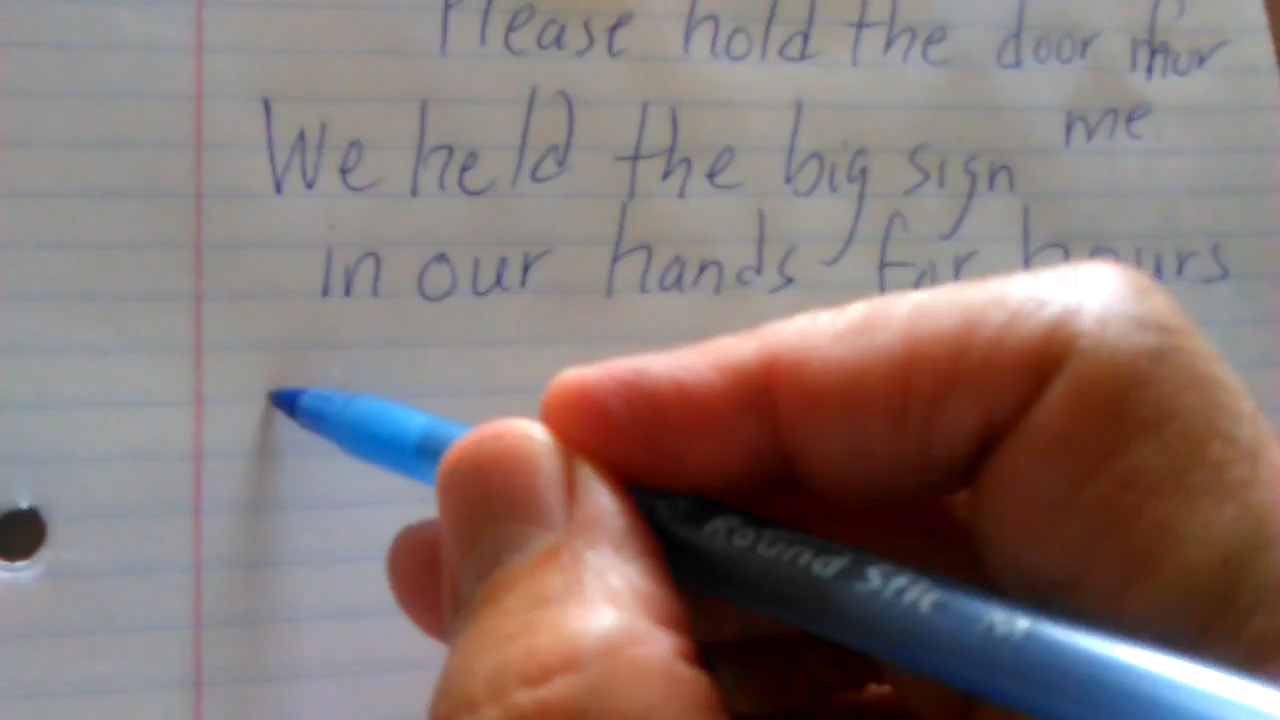 Please hold the door for
me
We held the big sign
in our hands for hours
Round Stic M